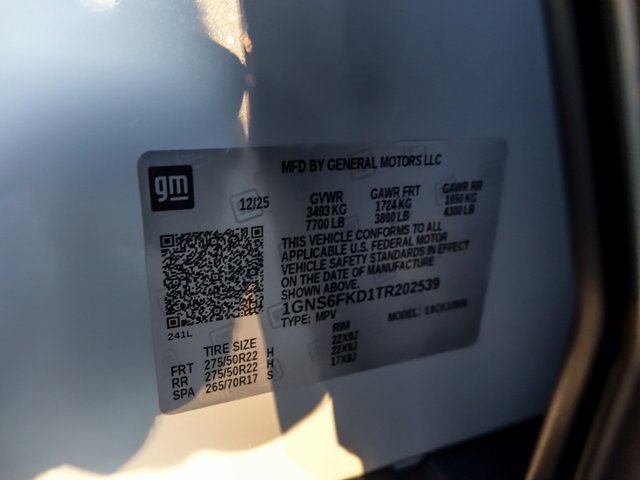 MFD BY GENERAL MOTORS LLC
gm
12/25
GVWR GAWR FRT GAWR RR
3493 KG 1724 KG 1950 KG
7700 LB 3800 LB 4300 LB
THIS VEHICLE CONFORMS TO ALL
APPLICABLE U.S. FEDERAL MOTOR
VEHICLE SAFETY STANDARDS IN EFFECT
ON THE DATE OF MANUFACTURE
SHOWN ABOVE.
1GNS6FKD1TR202539
TYPE: MPV MODEL:
241L
TIRE SIZE RIM
FRT 275/50R22 H 22X9J
RR 275/50R22 H 22X9J
SPA 265/70R17 S 17X8J